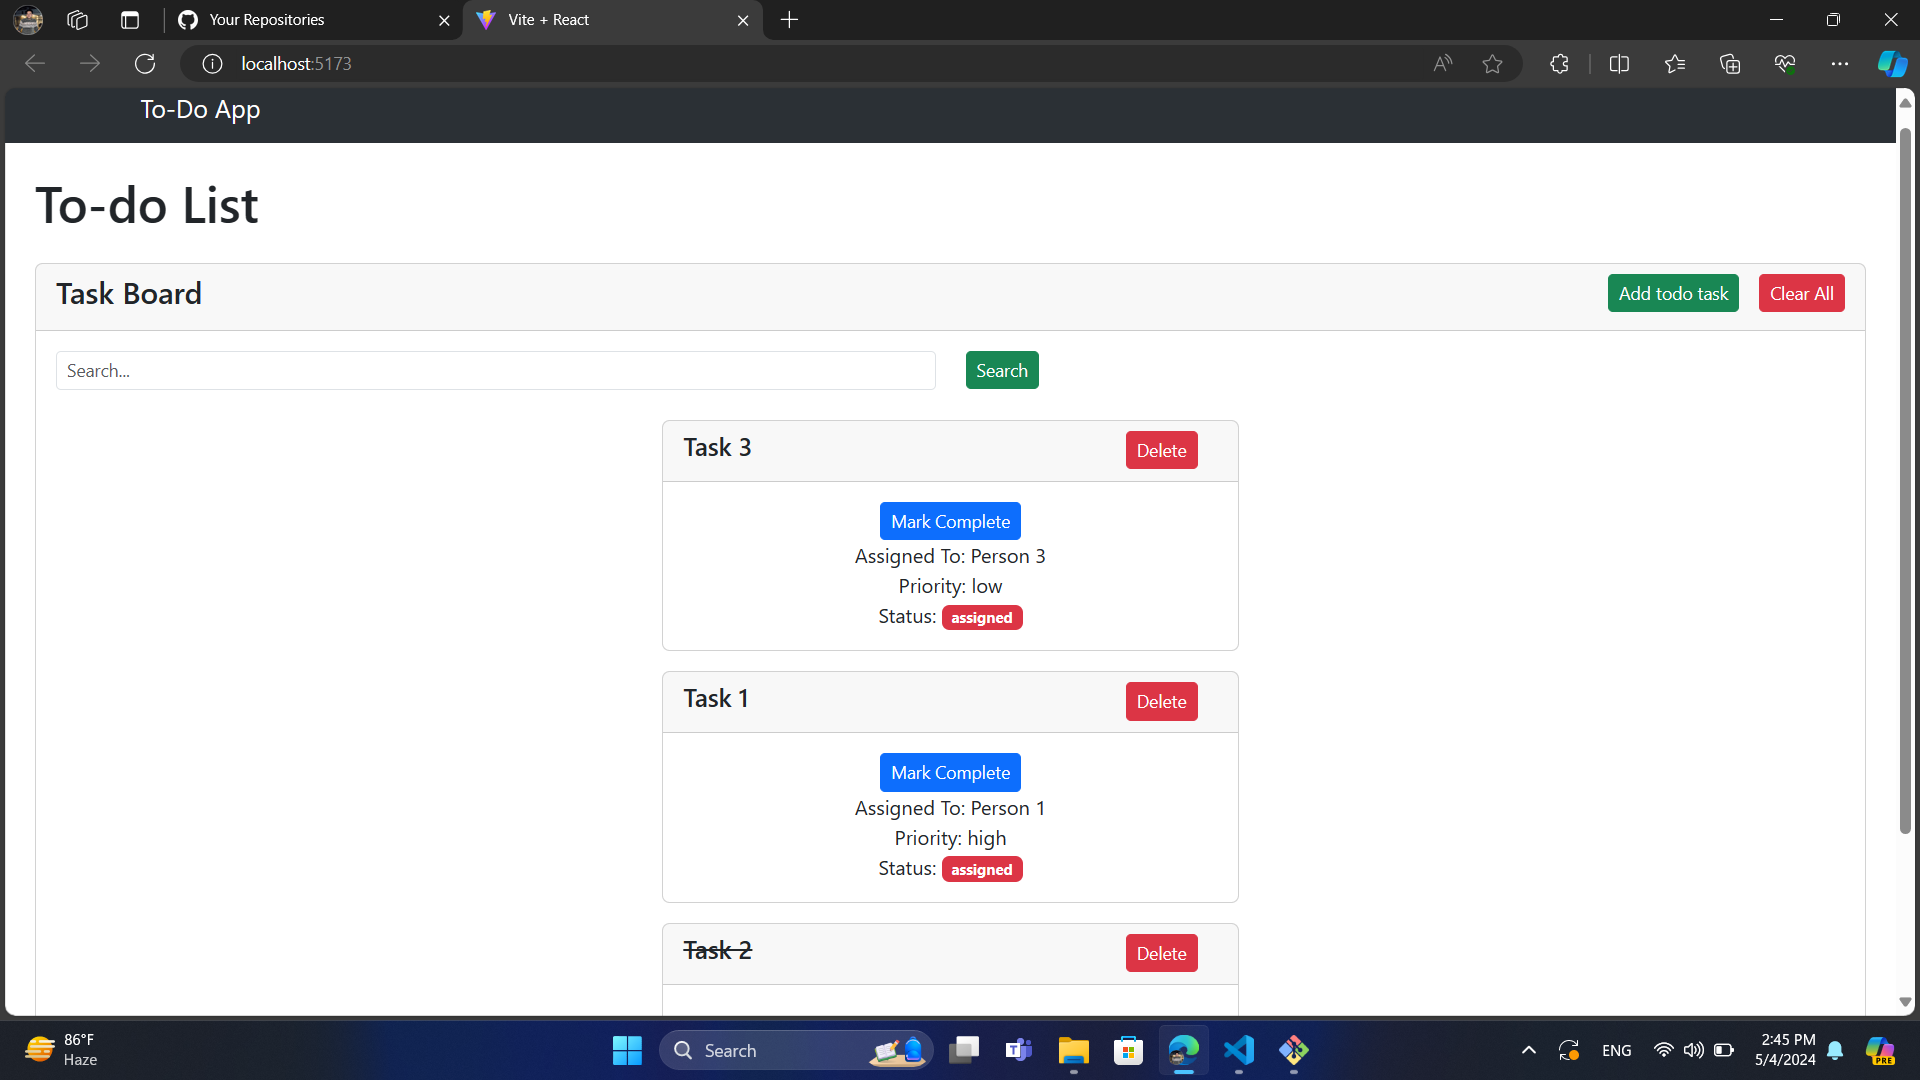 Your Repositories
Vite + React
localhost:5173
To-Do App
To-do List
Task Board
Add todo task
Clear All
Search...
Search
Task 3
Delete
Mark Complete
Assigned To: Person 3
Priority: low
Status: assigned
Task 1
Delete
Mark Complete
Assigned To: Person 1
Priority: high
Status: assigned
Task 2
Delete
86°F
Haze
Search
ENG
2:45 PM
5/4/2024
PRE